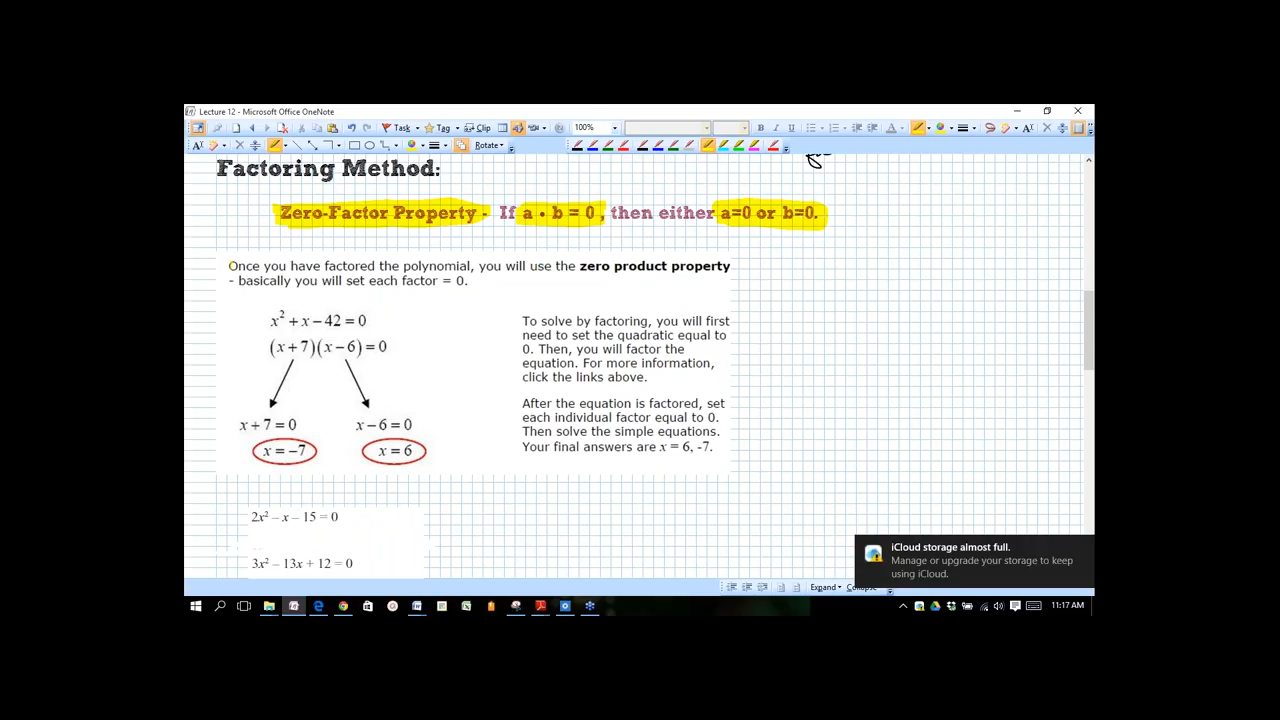 Lecture 12 - Microsoft Office OneNote
Task Tag Clip 100% B I U
Rotate
Factoring Method:
Zero-Factor Property - If a • b = 0 , then either a=0 or b=0.
Once you have factored the polynomial, you will use the zero product property
- basically you will set each factor = 0.
x² + x − 42 = 0
(x + 7)(x − 6) = 0
x + 7 = 0 x − 6 = 0
x = −7 x = 6
To solve by factoring, you will first
need to set the quadratic equal to
0. Then, you will factor the
equation. For more information,
click the links above.
After the equation is factored, set
each individual factor equal to 0.
Then solve the simple equations.
Your final answers are x = 6, -7.
2x² – x – 15 = 0
3x² – 13x + 12 = 0
iCloud storage almost full.
Manage or upgrade your storage to keep
using iCloud.
Expand Collapse
11:17 AM